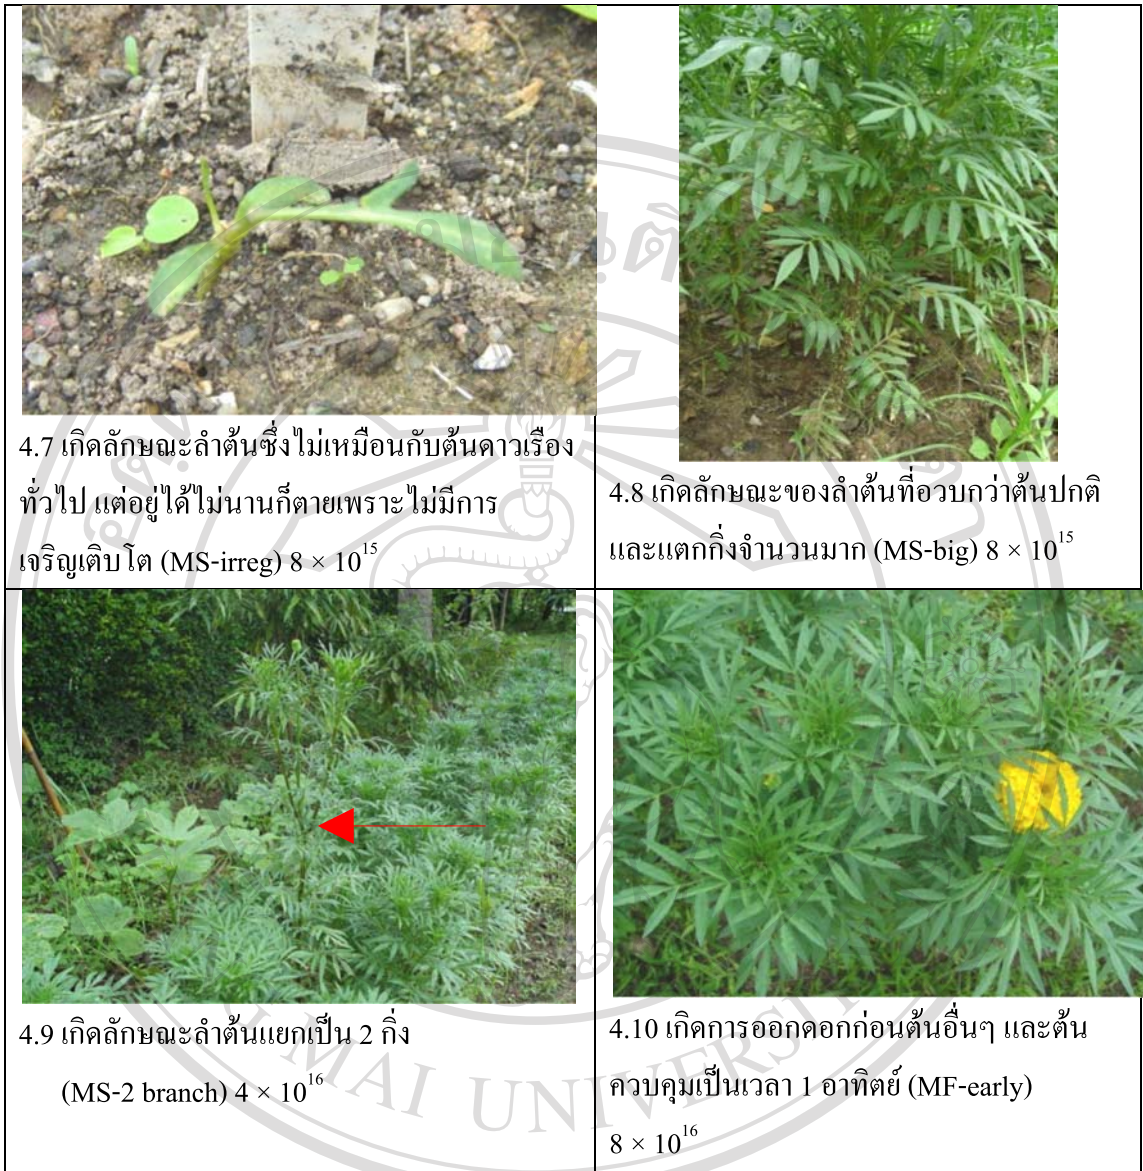 4.7 เกิดลักษณะลำต้นซึ่งไม่เหมือนกับต้นดาวเรือง
ทั่วไป แต่อยู่ได้ไม่นานก็ตายเพราะไม่มีการ
เจริญเติบโต (MS-irreg) 8 × 10¹⁵
4.8 เกิดลักษณะของลำต้นที่อวบกว่าต้นปกติ
และแตกกิ่งจำนวนมาก (MS-big) 8 × 10¹⁵
4.9 เกิดลักษณะลำต้นแยกเป็น 2 กิ่ง
(MS-2 branch) 4 × 10¹⁶
4.10 เกิดการออกดอกก่อนต้นอื่นๆ และต้น
ควบคุมเป็นเวลา 1 อาทิตย์ (MF-early)
8 × 10¹⁶
MAI UNIVERSI